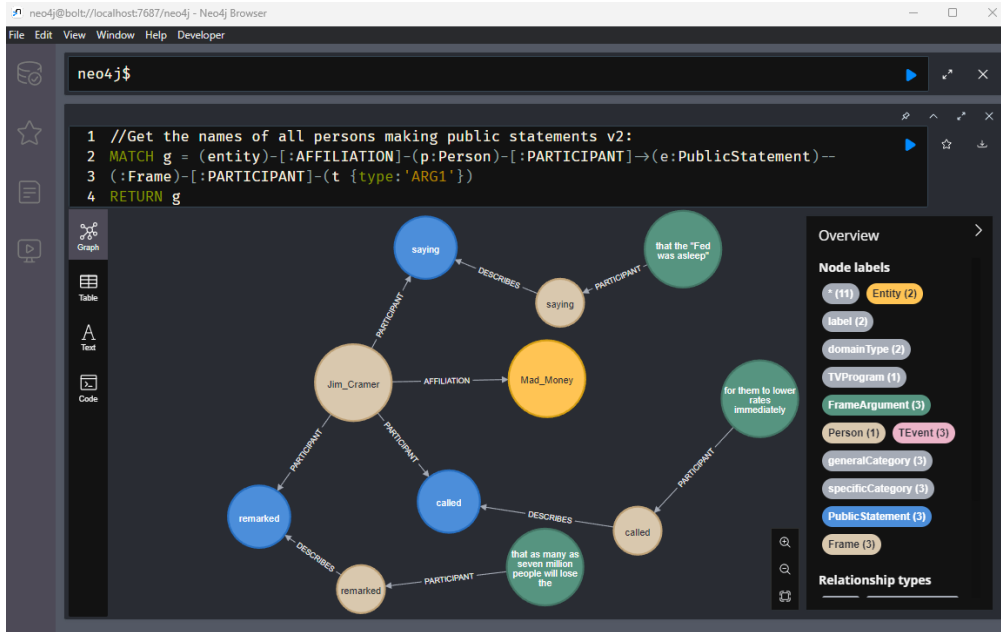 neo4j@bolt://localhost:7687/neo4j - Neo4j Browser
File Edit View Window Help Developer
neo4j$
1 //Get the names of all persons making public statements v2:
2 MATCH g = (entity)-[:AFFILIATION]-(p:Person)-[:PARTICIPANT]→(e:PublicStatement)--
3 (:Frame)-[:PARTICIPANT]-(t {type:'ARG1'})
4 RETURN g
Graph
Table
Text
Code
saying
DESCRIBES
saying
PARTICIPANT
that the "Fed
was asleep"
PARTICIPANT
Jim_Cramer
AFFILIATION
Mad_Money
for them to lower
rates
immediately
PARTICIPANT
PARTICIPANT
PARTICIPANT
remarked
called
DESCRIBES
called
DESCRIBES
remarked
PARTICIPANT
that as many as
seven million
people will lose
the
Overview
Node labels
* (11) Entity (2)
label (2)
domainType (2)
TVProgram (1)
FrameArgument (3)
Person (1) TEvent (3)
generalCategory (3)
specificCategory (3)
PublicStatement (3)
Frame (3)
Relationship types